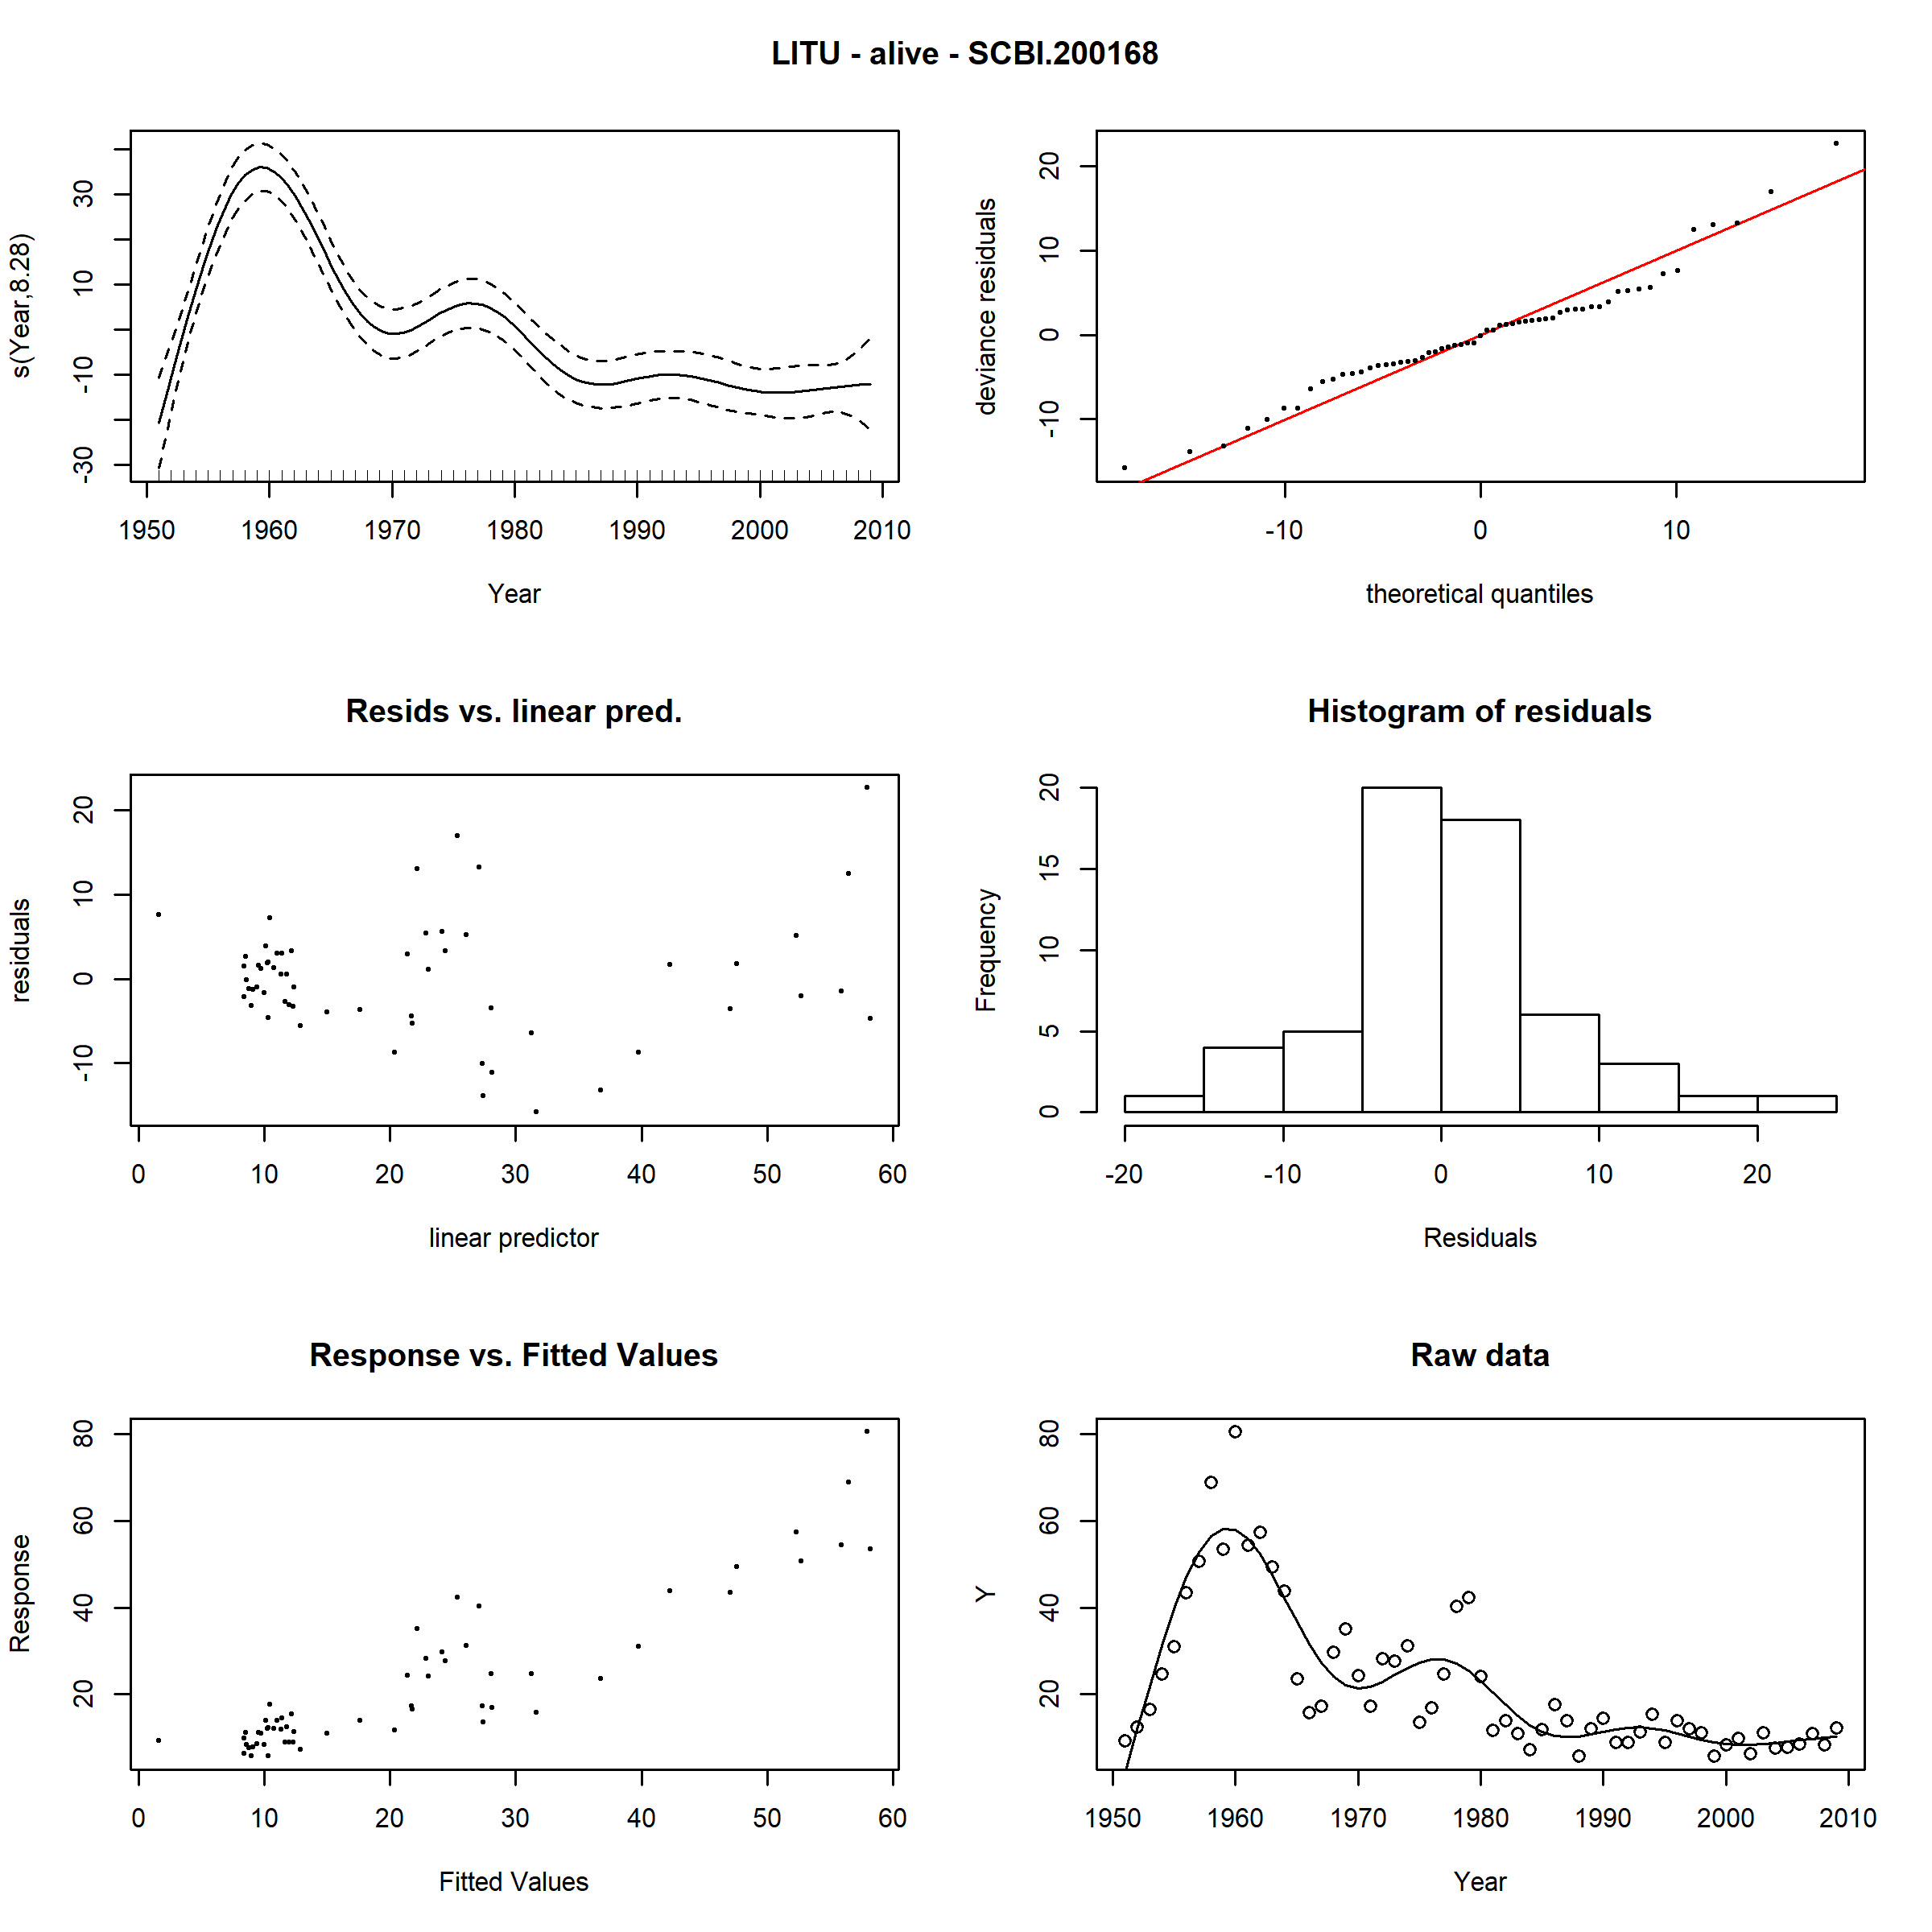 LITU - alive - SCBI.200168
s(Year,8.28)
-30 -10 10 30
1950 1960 1970 1980 1990 2000 2010
Year
deviance residuals
-10 0 10 20
-10 0 10
theoretical quantiles
Resids vs. linear pred.
residuals
-10 0 10 20
0 10 20 30 40 50 60
linear predictor
Histogram of residuals
Frequency
0 5 10 15 20
-20 -10 0 10 20
Residuals
Response vs. Fitted Values
Response
20 40 60 80
0 10 20 30 40 50 60
Fitted Values
Raw data
Y
20 40 60 80
1950 1960 1970 1980 1990 2000 2010
Year